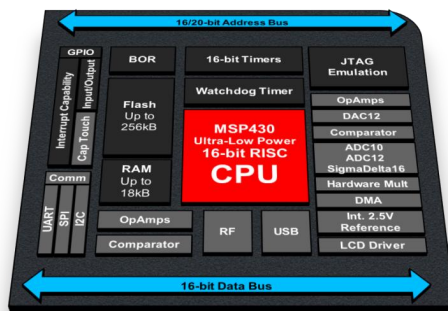 16/20-bit Address Bus
GPIO
Interrupt Capability
Input/Output
Cap Touch
Comm
UART
SPI
I2C
BOR
Flash
Up to
256kB
RAM
Up to
18kB
OpAmps
Comparator
16-bit Timers
Watchdog Timer
MSP430
Ultra-Low Power
16-bit RISC
CPU
RF
USB
JTAG
Emulation
OpAmps
DAC12
Comparator
ADC10
ADC12
SigmaDelta16
Hardware Mult
DMA
Int. 2.5V
Reference
LCD Driver
16-bit Data Bus